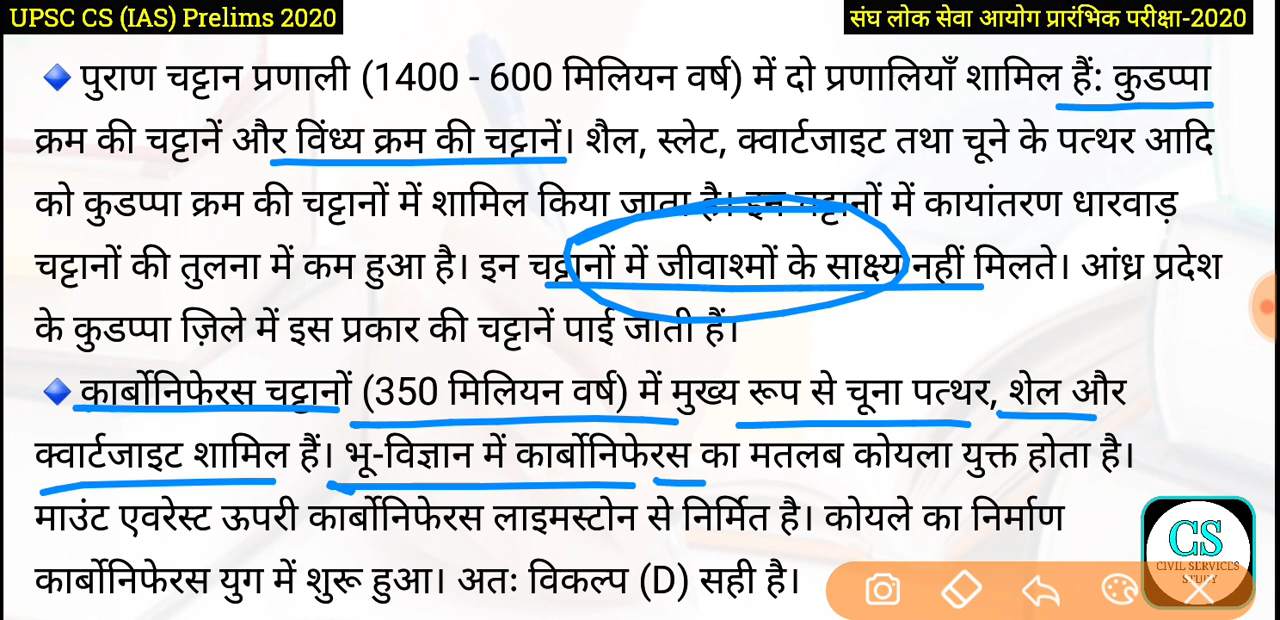 UPSC CS (IAS) Prelims 2020
संघ लोक सेवा आयोग प्रारंभिक परीक्षा-2020
पुराण चट्टान प्रणाली (1400 - 600 मिलियन वर्ष) में दो प्रणालियाँ शामिल हैं: कुडप्पा
क्रम की चट्टानें और विंध्य क्रम की चट्टानें। शैल, स्लेट, क्वार्टजाइट तथा चूने के पत्थर आदि
को कुडप्पा क्रम की चट्टानों में शामिल किया जाता है। इन चट्टानों में कायांतरण धारवाड़
चट्टानों की तुलना में कम हुआ है। इन चट्टानों में जीवाश्मों के साक्ष्य नहीं मिलते। आंध्र प्रदेश
के कुडप्पा ज़िले में इस प्रकार की चट्टानें पाई जाती हैं।
कार्बोनिफेरस चट्टानों (350 मिलियन वर्ष) में मुख्य रूप से चूना पत्थर, शेल और
क्वार्टजाइट शामिल हैं। भू-विज्ञान में कार्बोनिफेरस का मतलब कोयला युक्त होता है।
माउंट एवरेस्ट ऊपरी कार्बोनिफेरस लाइमस्टोन से निर्मित है। कोयले का निर्माण
कार्बोनिफेरस युग में शुरू हुआ। अतः विकल्प (D) सही है।
CS
CIVIL SERVICES
STUDY